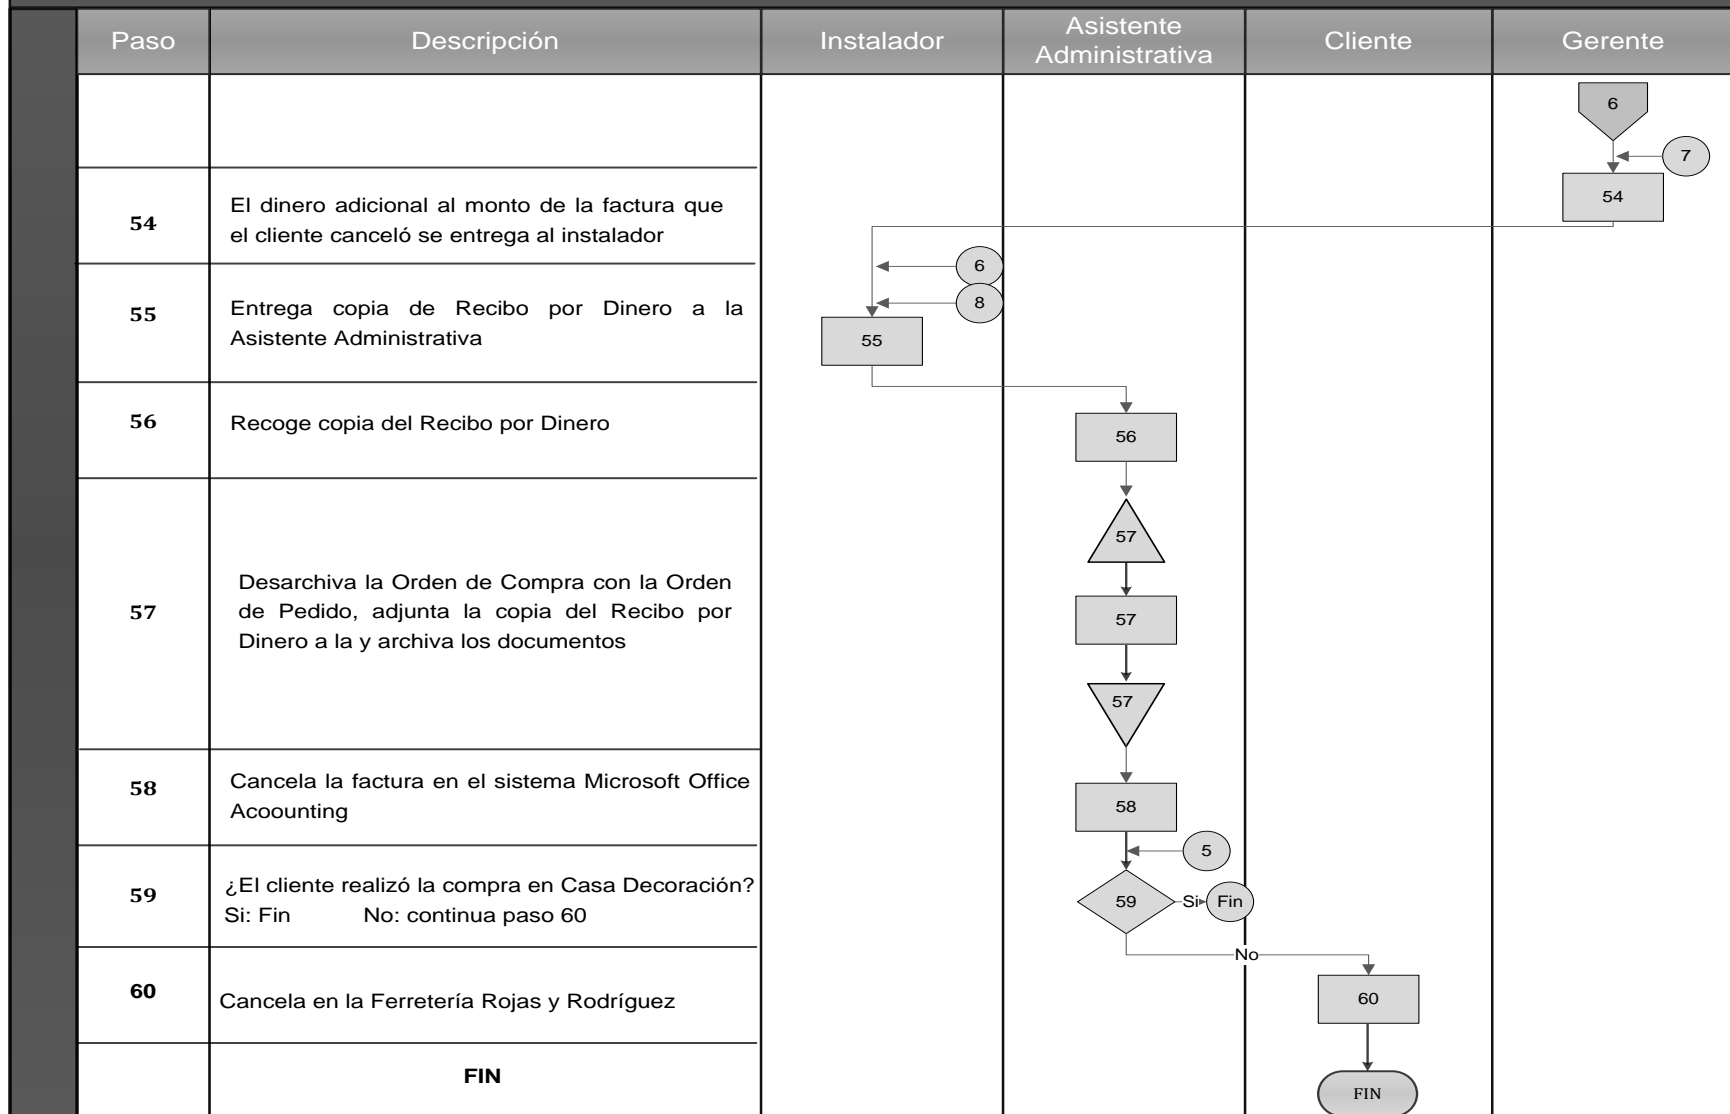 Paso
Descripción
Instalador
Asistente
Administrativa
Cliente
Gerente
6
7
54
El dinero adicional al monto de la factura que
el cliente canceló se entrega al instalador
54
6
8
55
Entrega copia de Recibo por Dinero a la
Asistente Administrativa
55
56
Recoge copia del Recibo por Dinero
56
57
57
Desarchiva la Orden de Compra con la Orden
de Pedido, adjunta la copia del Recibo por
Dinero a la y archiva los documentos
57
57
58
Cancela la factura en el sistema Microsoft Office
Acoounting
58
5
59
¿El cliente realizó la compra en Casa Decoración?
Si: Fin No: continua paso 60
59
Si
Fin
No
60
Cancela en la Ferretería Rojas y Rodríguez
60
FIN
FIN